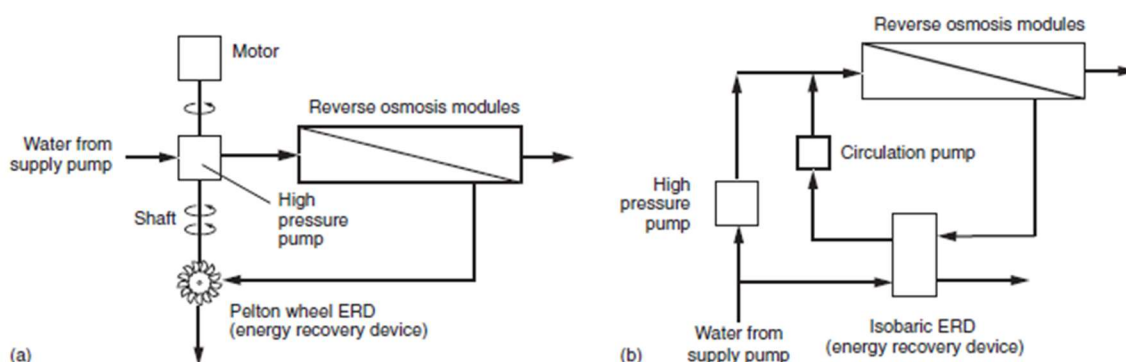 Motor
Reverse osmosis modules
Water from
supply pump
High
pressure
pump
Shaft
Pelton wheel ERD
(energy recovery device)
(a)
Reverse osmosis modules
Circulation pump
High
pressure
pump
Water from
supply pump
Isobaric ERD
(energy recovery device)
(b)